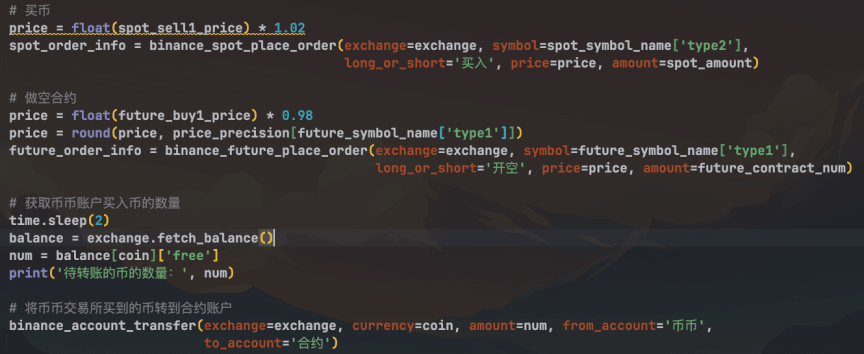 # 买币
price = float(spot_sell1_price) * 1.02
spot_order_info = binance_spot_place_order(exchange=exchange, symbol=spot_symbol_name['type2'],
long_or_short='买入', price=price, amount=spot_amount)
# 做空合约
price = float(future_buy1_price) * 0.98
price = round(price, price_precision[future_symbol_name['type1']])
future_order_info = binance_future_place_order(exchange=exchange, symbol=future_symbol_name['type1'],
long_or_short='开空', price=price, amount=future_contract_num)
# 获取币币账户买入币的数量
time.sleep(2)
balance = exchange.fetch_balance()
num = balance[coin]['free']
print('待转账的币的数量：', num)
# 将币币交易所买到的币转到合约账户
binance_account_transfer(exchange=exchange, currency=coin, amount=num, from_account='币币',
to_account='合约')